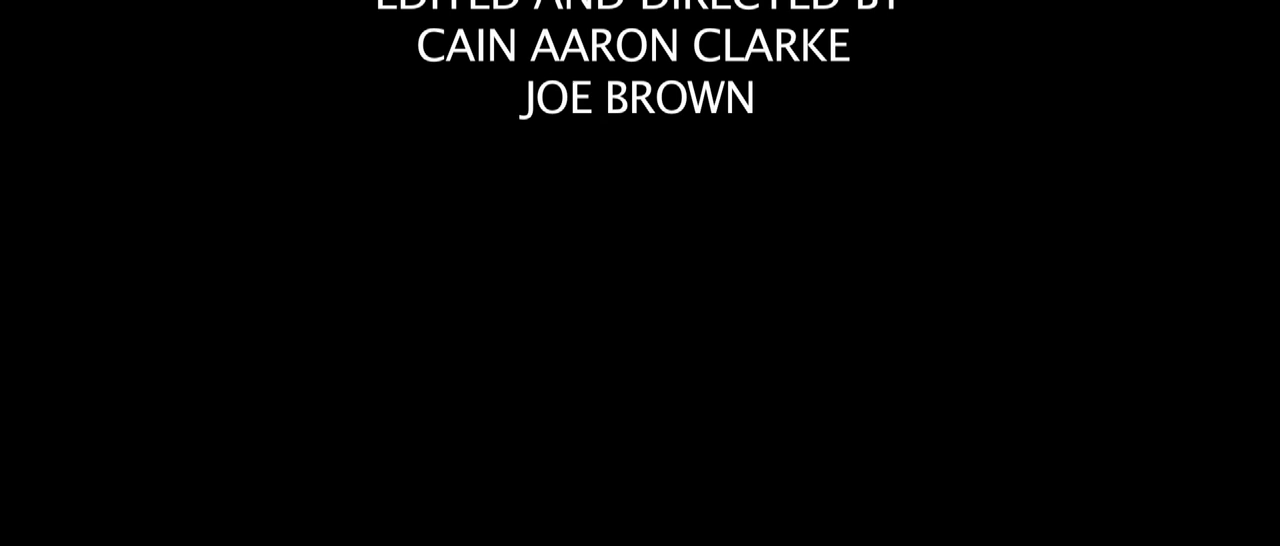 EDITED AND DIRECTED BY
CAIN AARON CLARKE
JOE BROWN